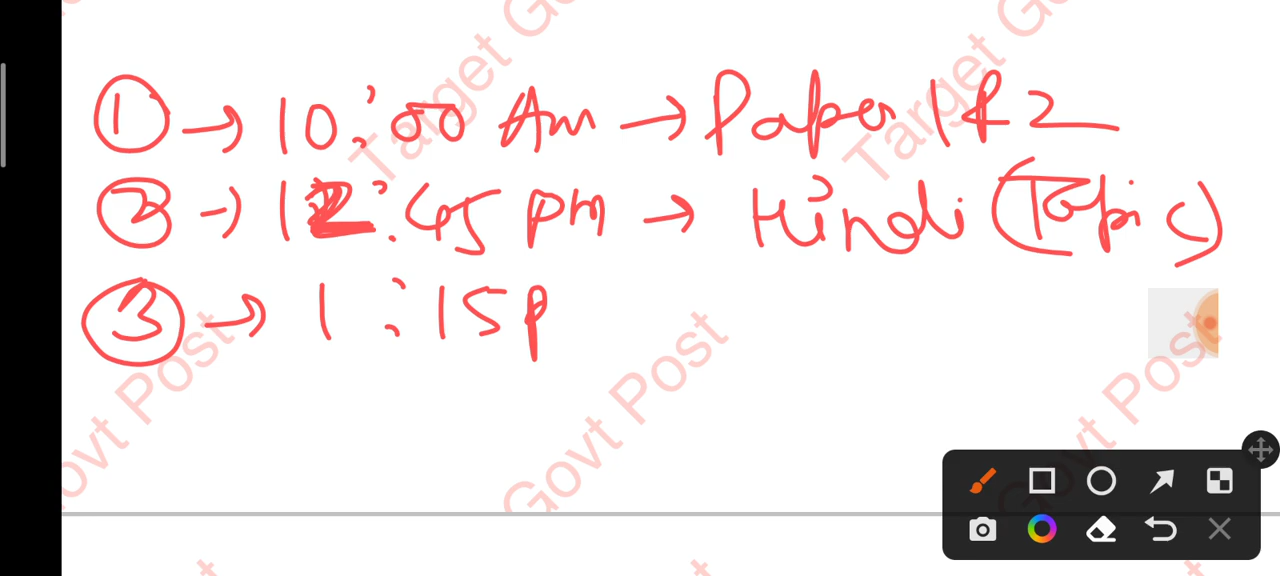 ① → 10:00 Am → Paper 1 & 2
② → 12:45 pm → Hindi (Topic)
③ → 1:15 p
Target Govt Post